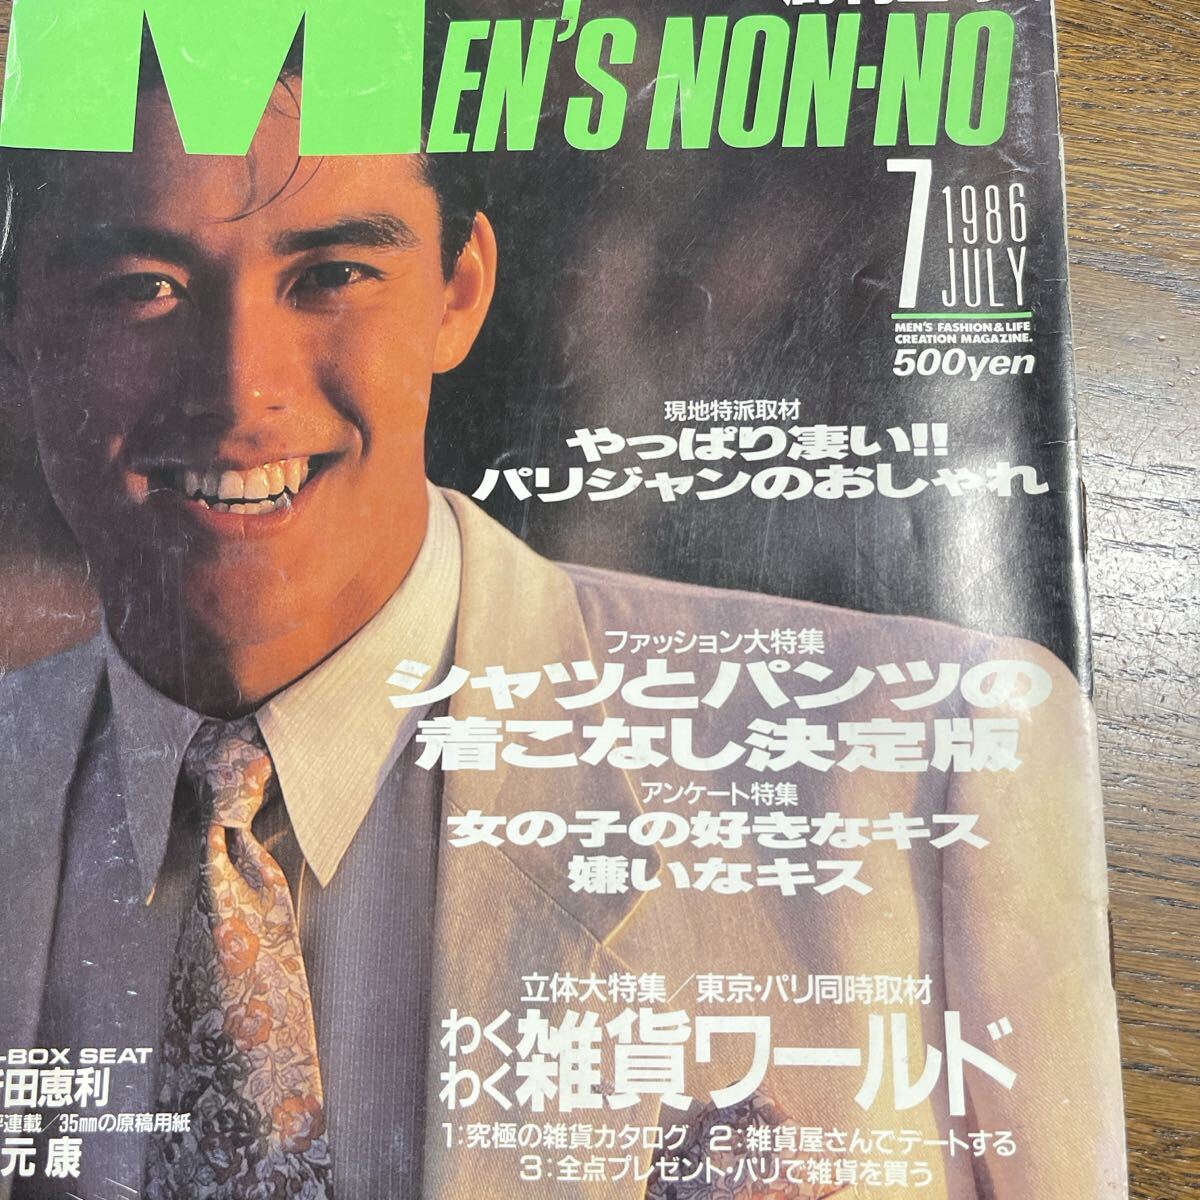 MEN'S NON-NO
7
1986
JULY
MEN'S FASHION & LIFE
CREATION MAGAZINE.
500yen
現地特派取材
やっぱり凄い!!
パリジャンのおしゃれ
ファッション大特集
シャツとパンツの
着こなし決定版
アンケート特集
女の子の好きなキス
嫌いなキス
立体大特集/東京・パリ同時取材
わくわく雑貨ワールド
1:究極の雑貨カタログ 2:雑貨屋さんでデートする
3:全点プレゼント・パリで雑貨を買う
-BOX SEAT
田恵利
連載/35mmの原稿用紙
元 康